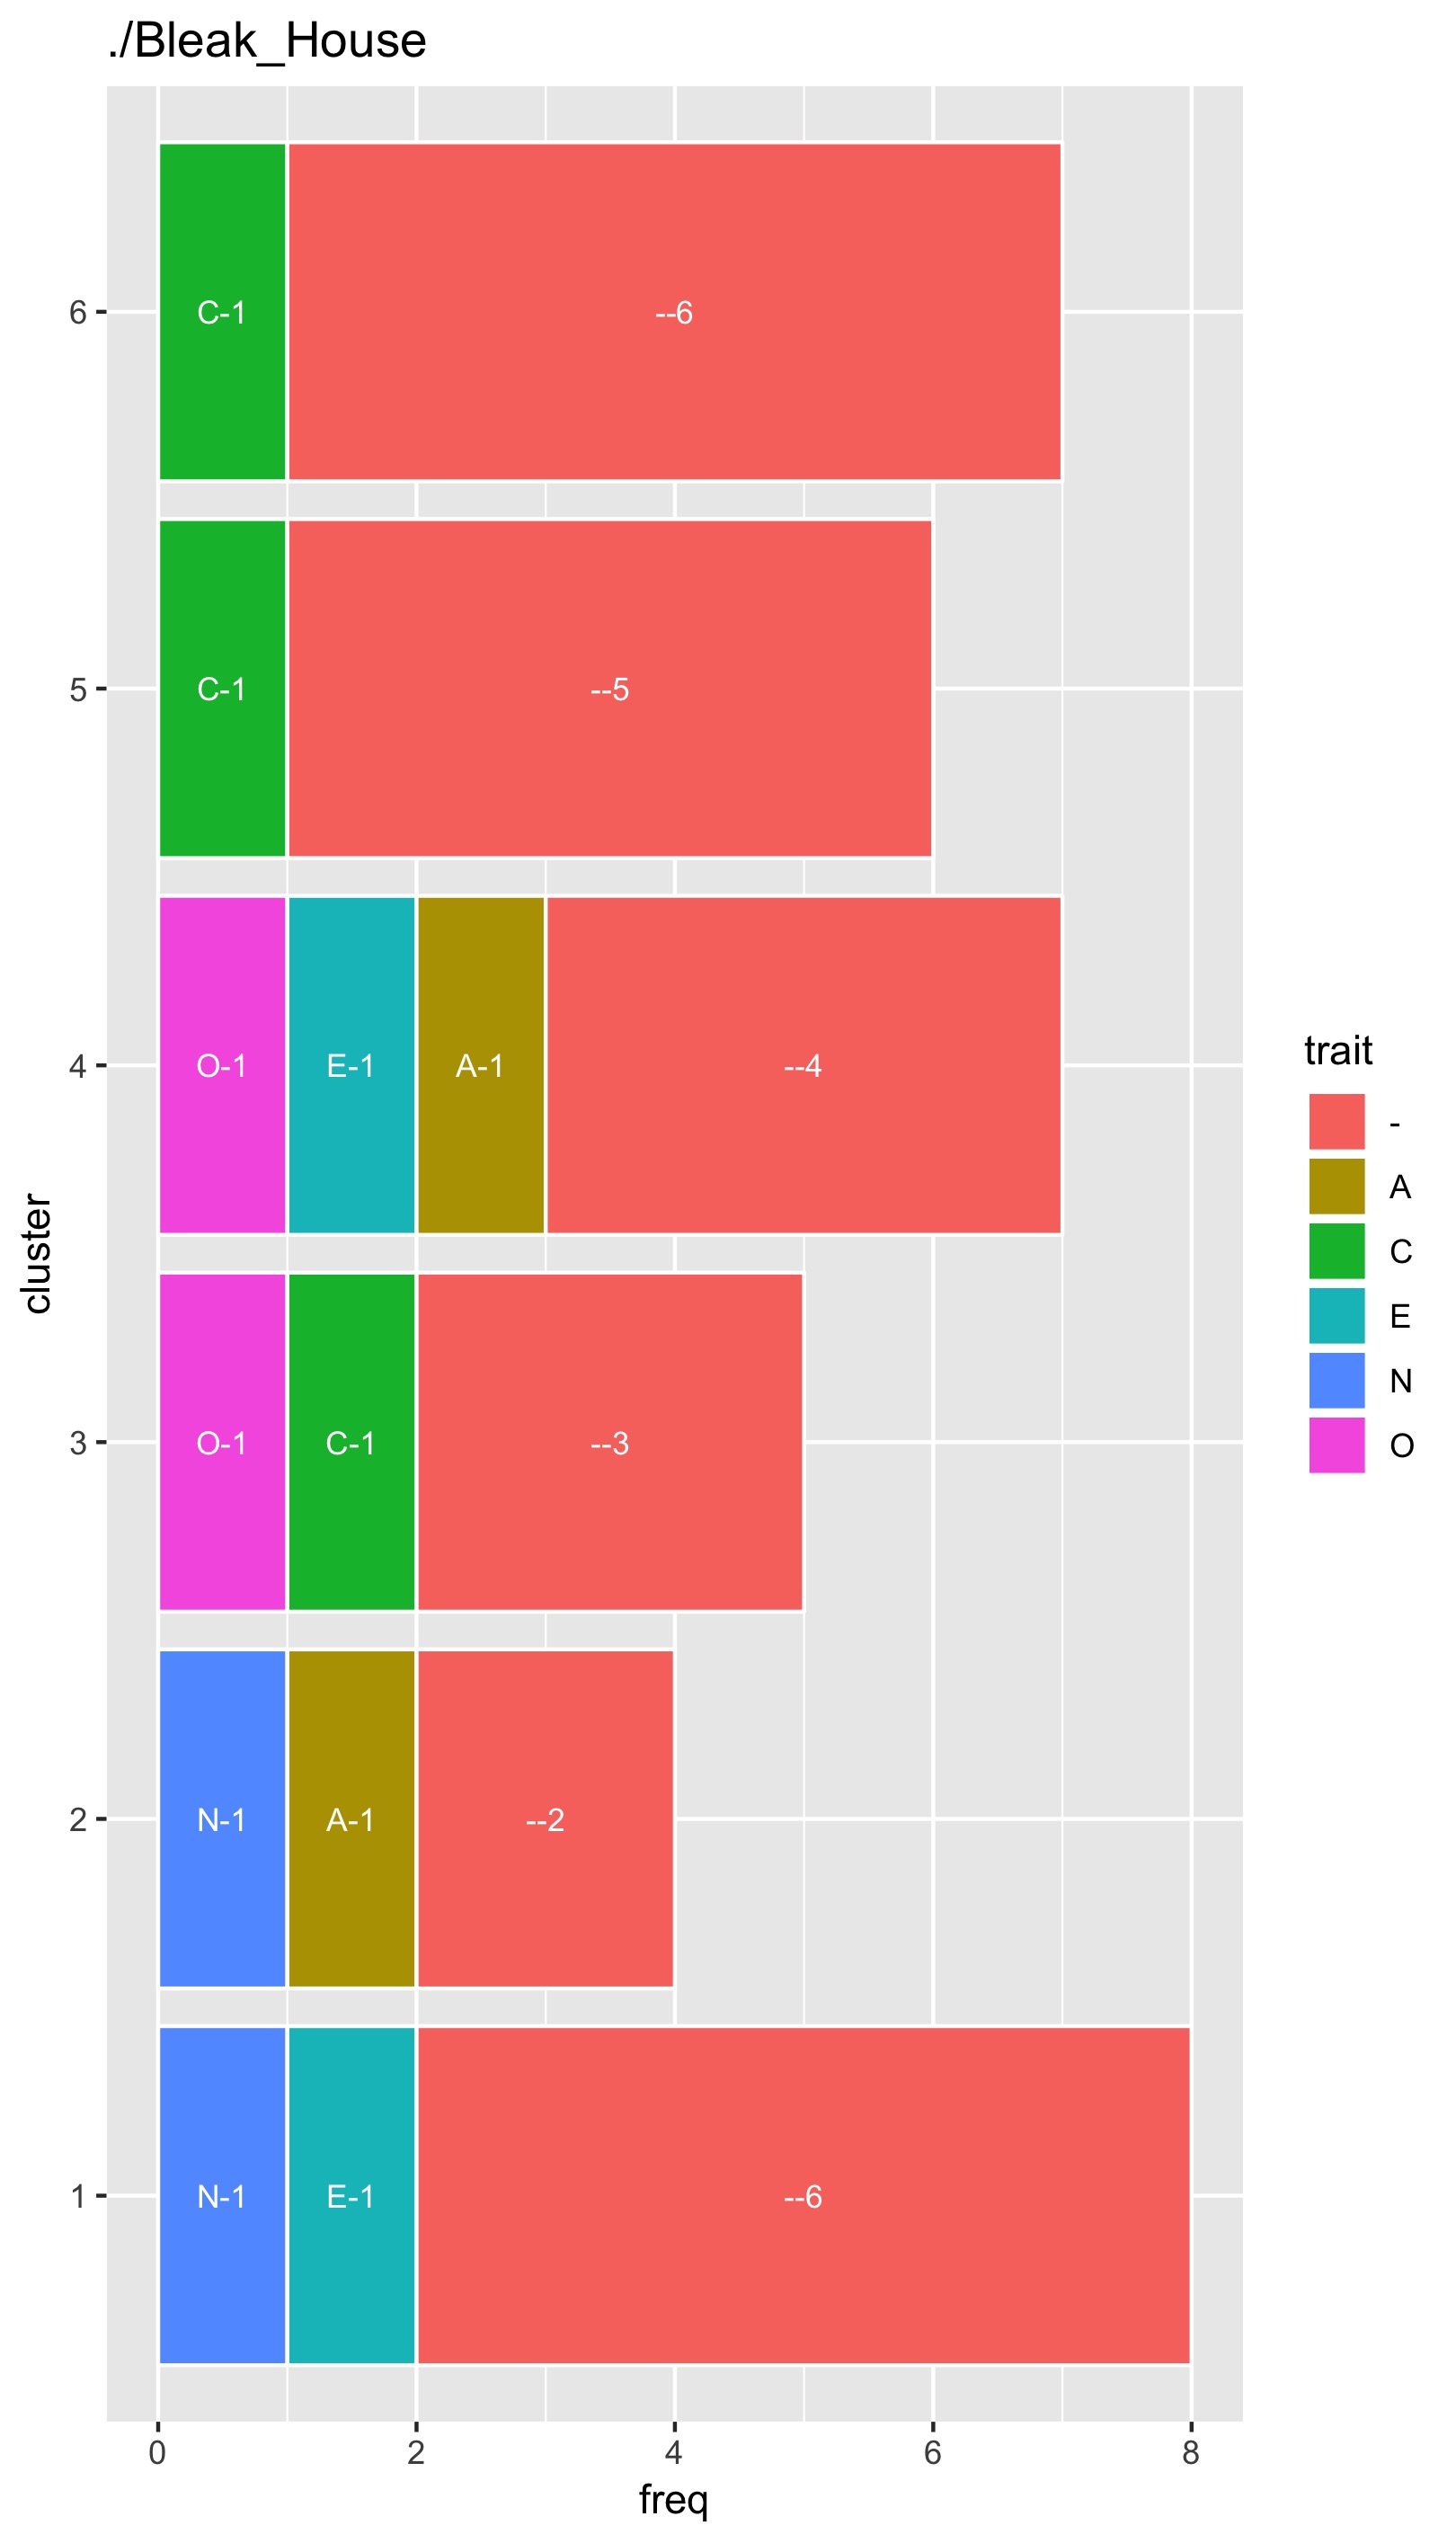 ./Bleak_House
6
C-1 --6
5
C-1 --5
4
O-1 E-1 A-1 --4
3
O-1 C-1 --3
2
N-1 A-1 --2
1
N-1 E-1 --6
0 2 4 6 8
freq
cluster
trait
-
A
C
E
N
O